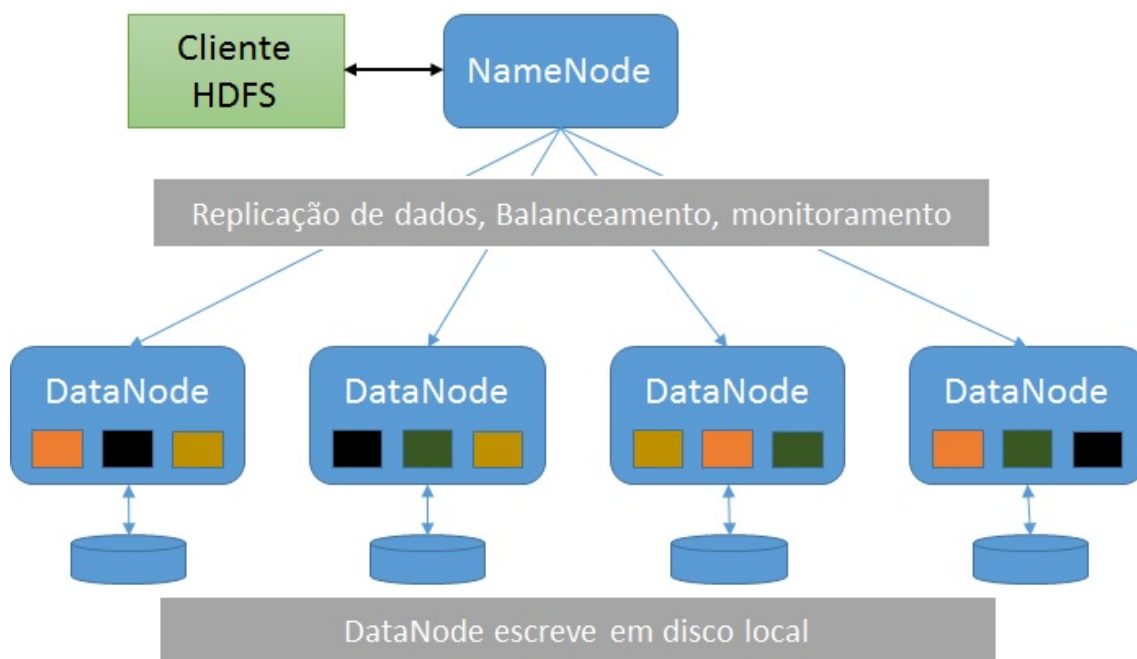 Cliente
HDFS
NameNode
Replicação de dados, Balanceamento, monitoramento
DataNode
DataNode
DataNode
DataNode
DataNode escreve em disco local